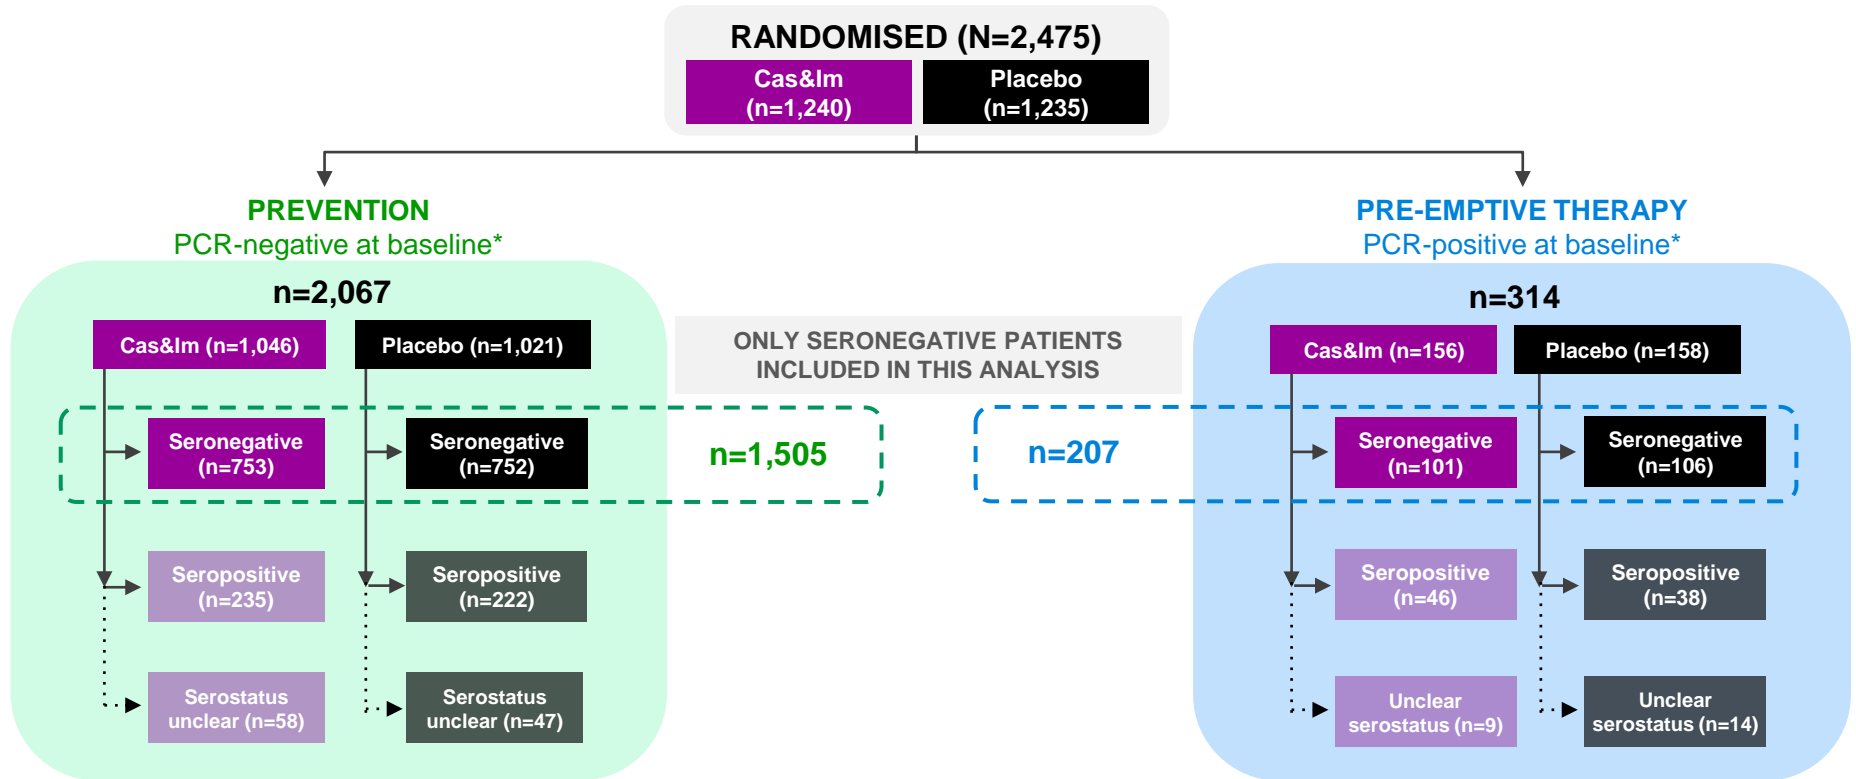 RANDOMISED (N=2,475)
Cas&Im
(n=1,240)
Placebo
(n=1,235)
PREVENTION
PCR-negative at baseline*
n=2,067
Cas&Im (n=1,046)
Placebo (n=1,021)
Seronegative
(n=753)
Seronegative
(n=752)
n=1,505
Seropositive
(n=235)
Seropositive
(n=222)
Serostatus
unclear (n=58)
Serostatus
unclear (n=47)
ONLY SERONEGATIVE PATIENTS
INCLUDED IN THIS ANALYSIS
PRE-EMPTIVE THERAPY
PCR-positive at baseline*
n=314
Cas&Im (n=156)
Placebo (n=158)
n=207
Seronegative
(n=101)
Seronegative
(n=106)
Seropositive
(n=46)
Seropositive
(n=38)
Unclear
serostatus (n=9)
Unclear
serostatus (n=14)